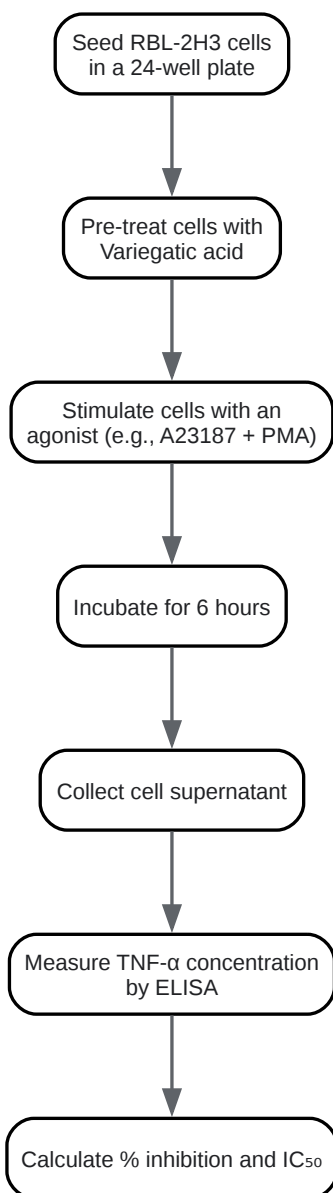 Seed RBL-2H3 cells
in a 24-well plate
Pre-treat cells with
Variegatic acid
Stimulate cells with an
agonist (e.g., A23187 + PMA)
Incubate for 6 hours
Collect cell supernatant
Measure TNF-α concentration
by ELISA
Calculate % inhibition and IC₅₀